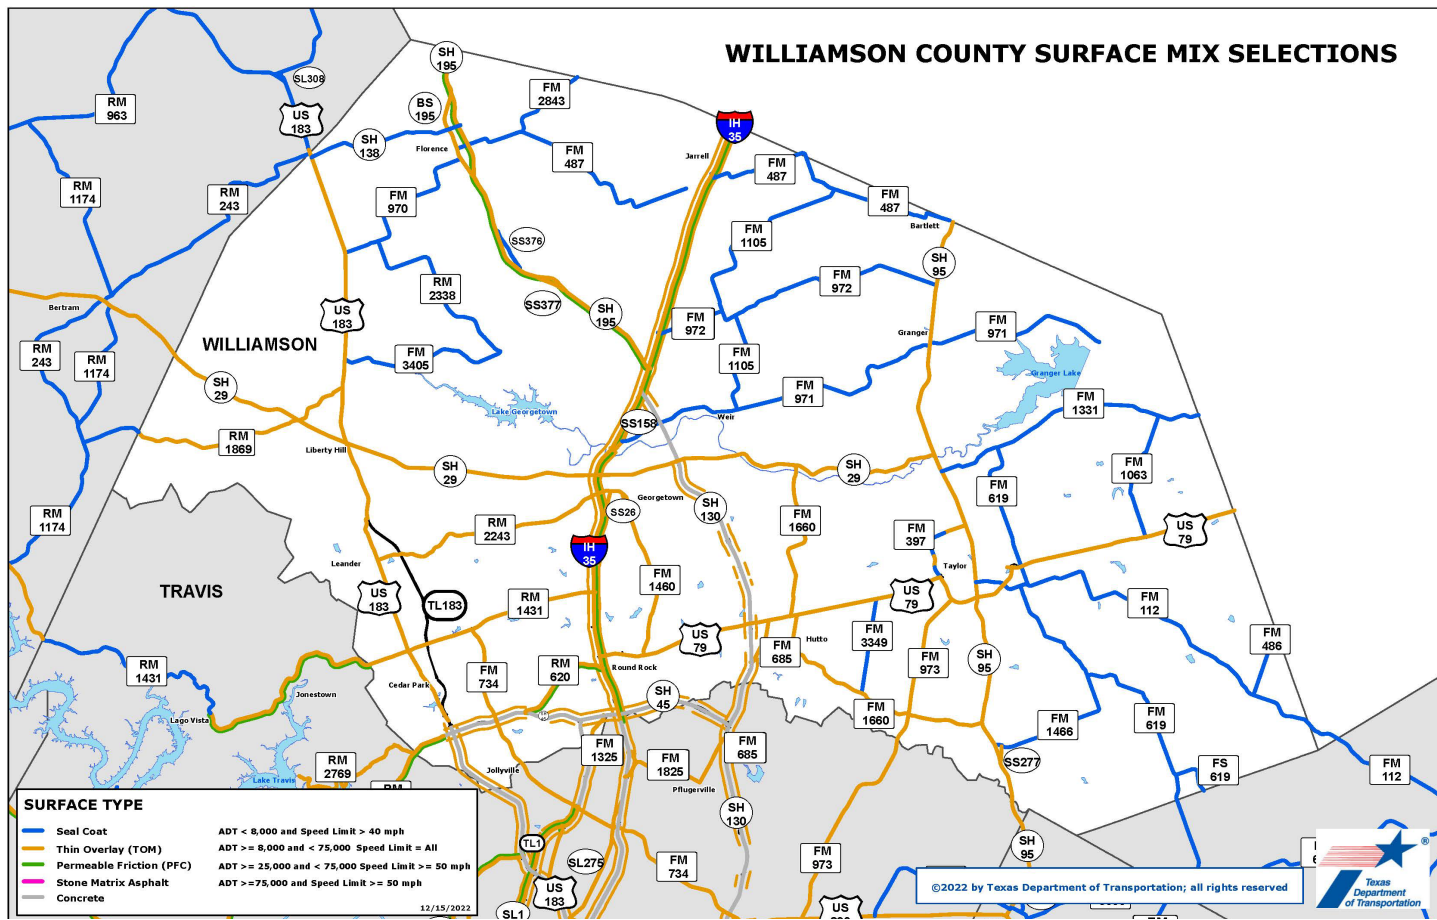 WILLIAMSON COUNTY SURFACE MIX SELECTIONS
SH
195
SL308
RM
963
US
183
BS
195
FM
2843
IH
35
SH
138
Florence
FM
487
Jarrell
FM
487
RM
1174
RM
243
FM
970
FM
487
Bartlett
SS376
FM
1105
SH
95
RM
2338
FM
972
SS377
Bertram
US
183
SH
195
FM
972
Granger
FM
971
WILLIAMSON
RM
243
RM
1174
FM
3405
FM
1105
Granger Lake
SH
29
FM
971
FM
1331
Lake Georgetown
SS158
Weir
RM
1869
Liberty Hill
SH
29
SH
29
FM
1063
FM
619
Georgetown
SH
130
SS26
RM
1174
RM
2243
FM
1660
FM
397
US
79
IH
35
Leander
Taylor
TRAVIS
US
183
TL183
RM
1431
FM
1460
US
79
FM
112
US
79
Hutto
FM
3349
FM
486
FM
685
Round Rock
RM
1431
RM
620
FM
734
FM
973
SH
95
Cedar Park
Jonestown
SH
45
Lago Vista
FM
1660
FM
619
FM
1466
FM
1325
FM
685
RM
2769
Jollyville
FM
1825
SS277
FS
619
FM
112
Lake Travis
RM
Pflugerville
SH
130
SURFACE TYPE
Seal Coat ADT < 8,000 and Speed Limit > 40 mph
Thin Overlay (TOM) ADT >= 8,000 and < 75,000 Speed Limit = All
Permeable Friction (PFC) ADT >= 25,000 and < 75,000 Speed Limit >= 50 mph
Stone Matrix Asphalt ADT >=75,000 and Speed Limit >= 50 mph
Concrete
12/15/2022
TL1
SL275
FM
734
FM
973
SH
95
US
183
SL1
US
©2022 by Texas Department of Transportation; all rights reserved
®
Texas
Department
of Transportation